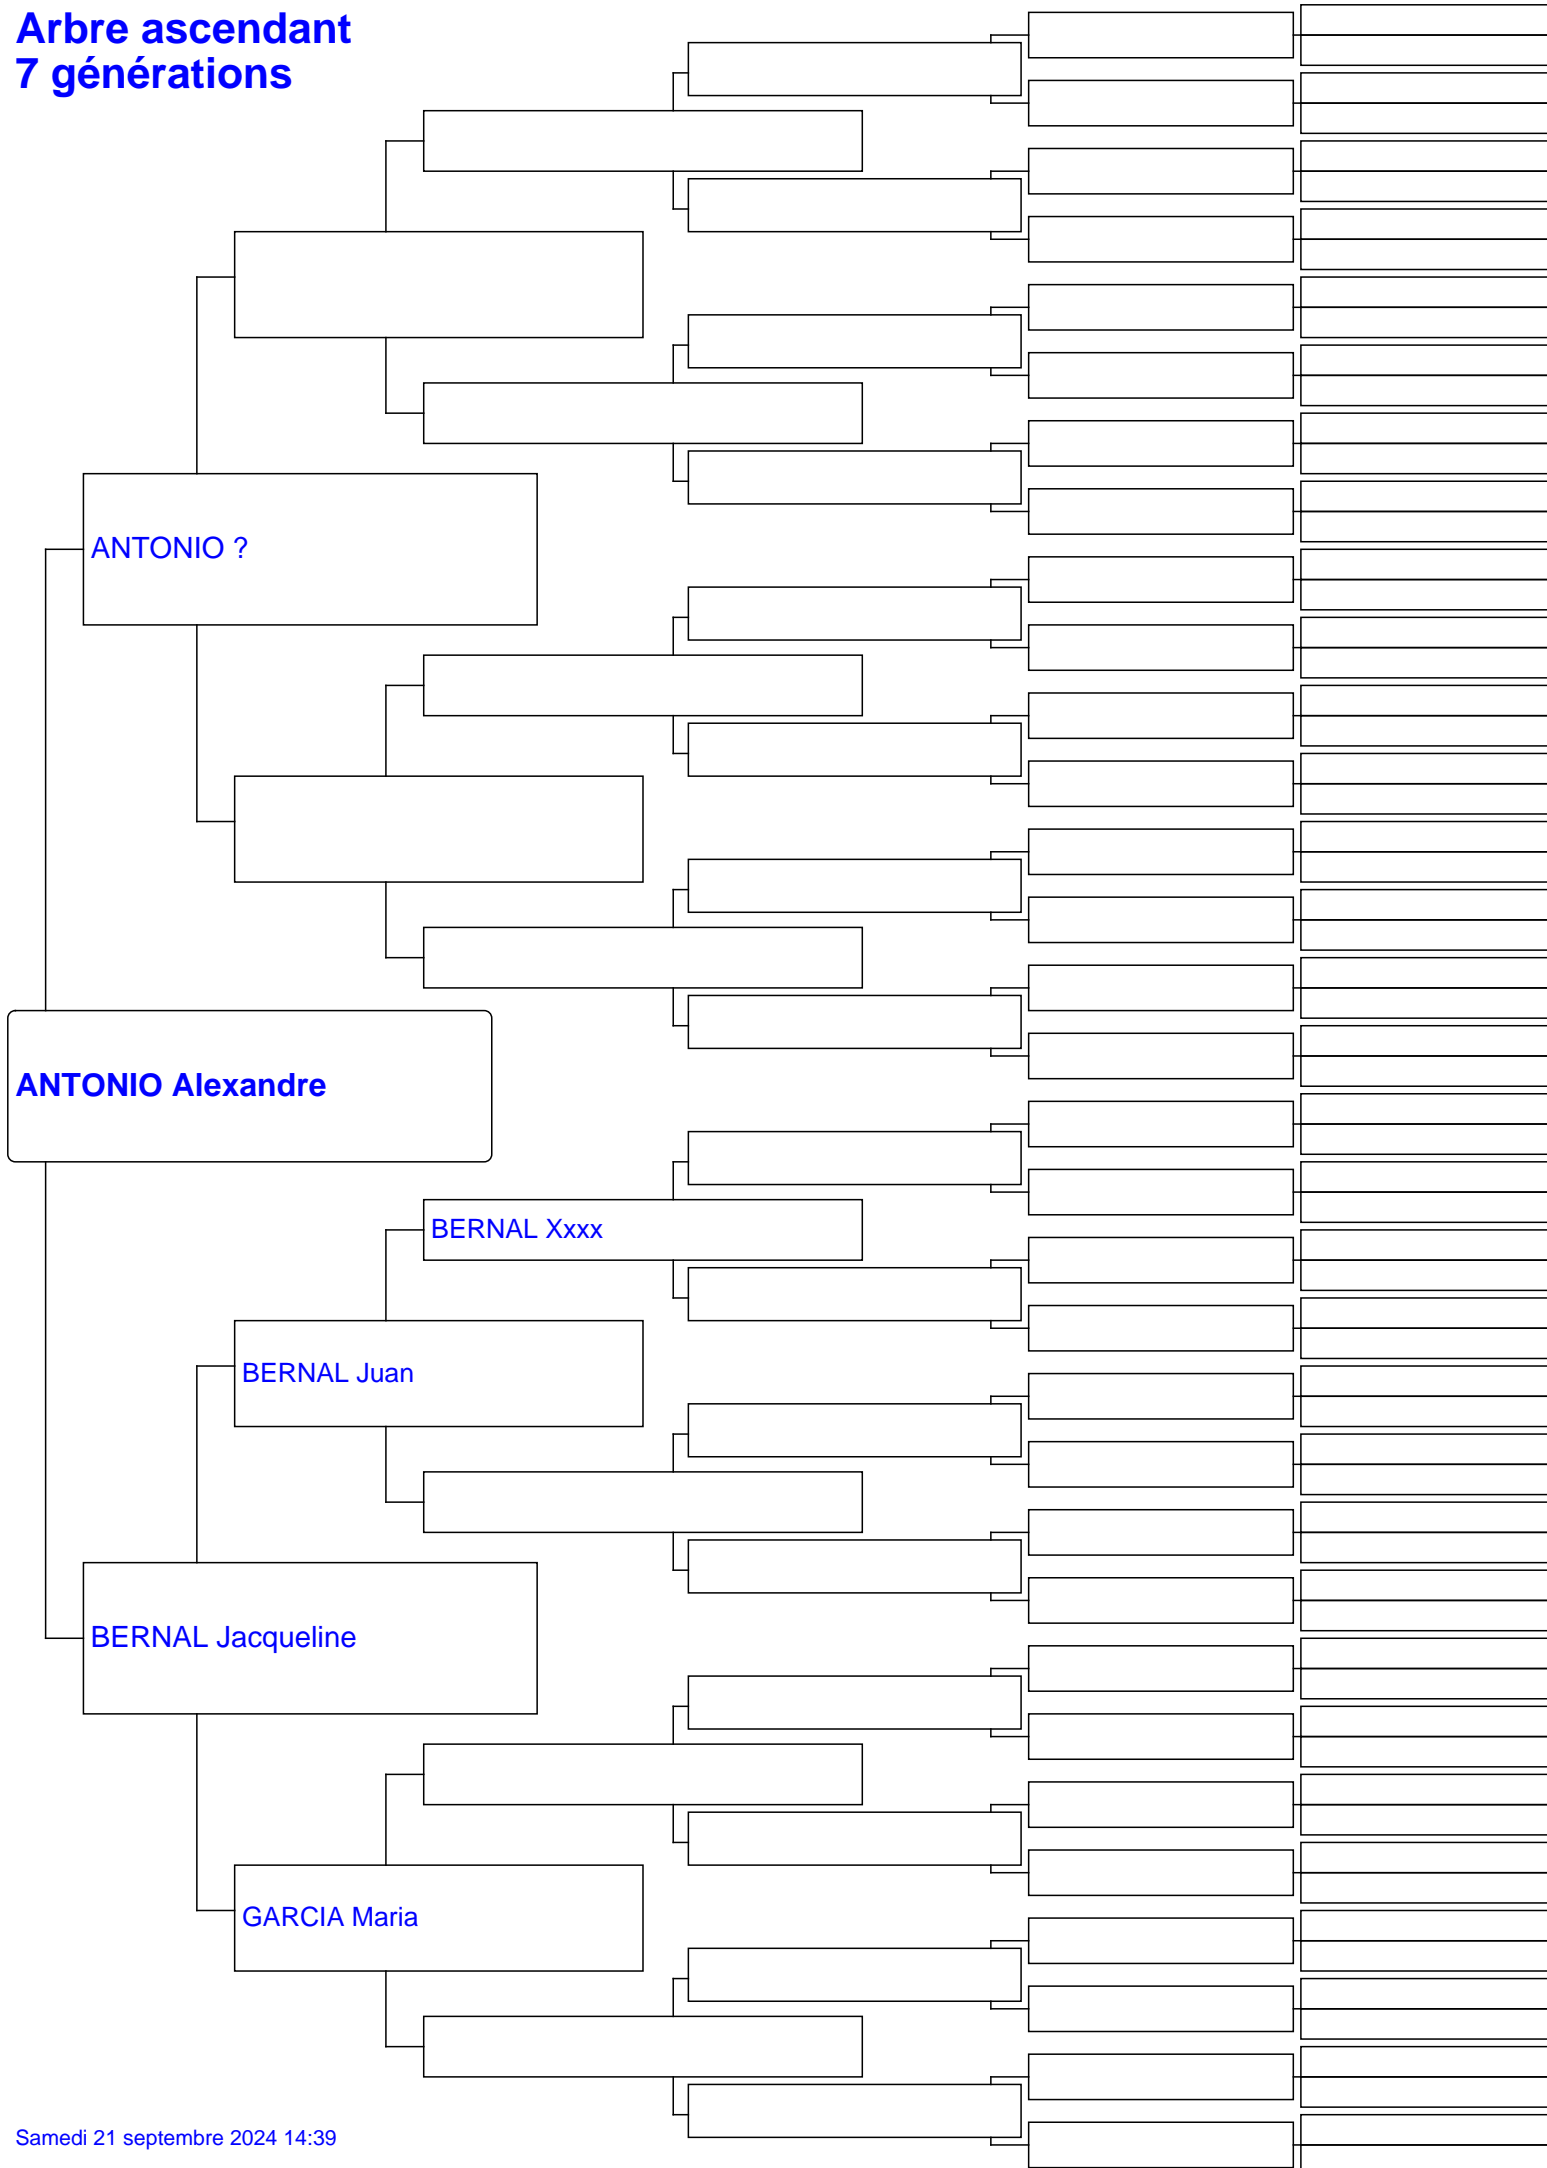 Arbre ascendant
7 générations
ANTONIO ?
ANTONIO Alexandre
BERNAL Xxxx
BERNAL Juan
BERNAL Jacqueline
GARCIA Maria
Samedi 21 septembre 2024 14:39